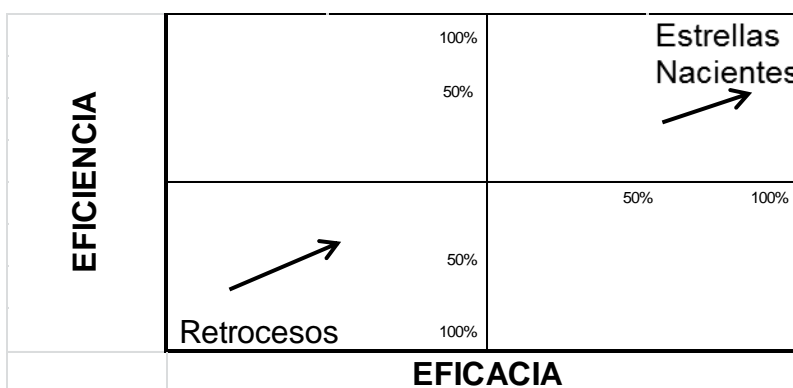 100%
Estrellas
Nacientes
50%
EFICIENCIA
50%
100%
50%
Retrocesos
100%
EFICACIA